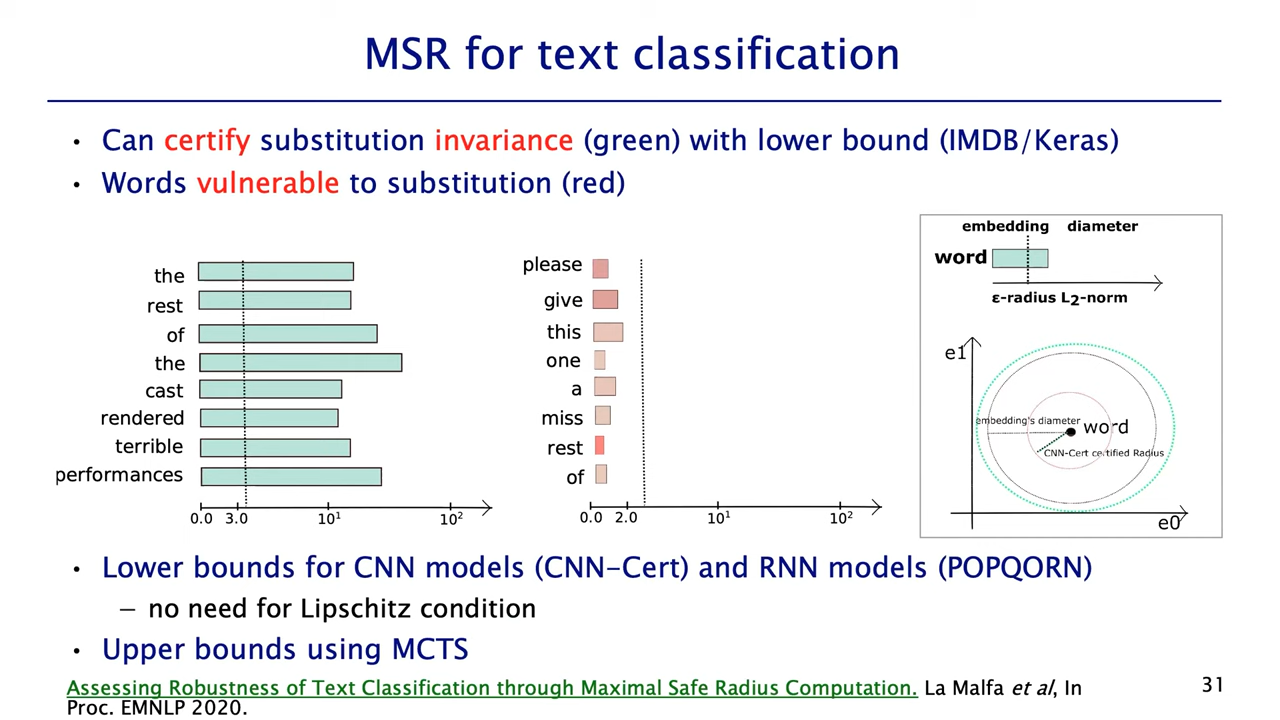 MSR for text classification
• Can certify substitution invariance (green) with lower bound (IMDB/Keras)
• Words vulnerable to substitution (red)
the
rest
of
the
cast
rendered
terrible
performances
0.0 3.0 10¹ 10²
please
give
this
one
a
miss
rest
of
0.0 2.0 10¹ 10²
embedding diameter
word
ε-radius L₂-norm
e1
embedding's diameter
word
CNN-Cert certified Radius
e0
• Lower bounds for CNN models (CNN-Cert) and RNN models (POPQORN)
– no need for Lipschitz condition
• Upper bounds using MCTS
Assessing Robustness of Text Classification through Maximal Safe Radius Computation. La Malfa et al, In
Proc. EMNLP 2020.
31